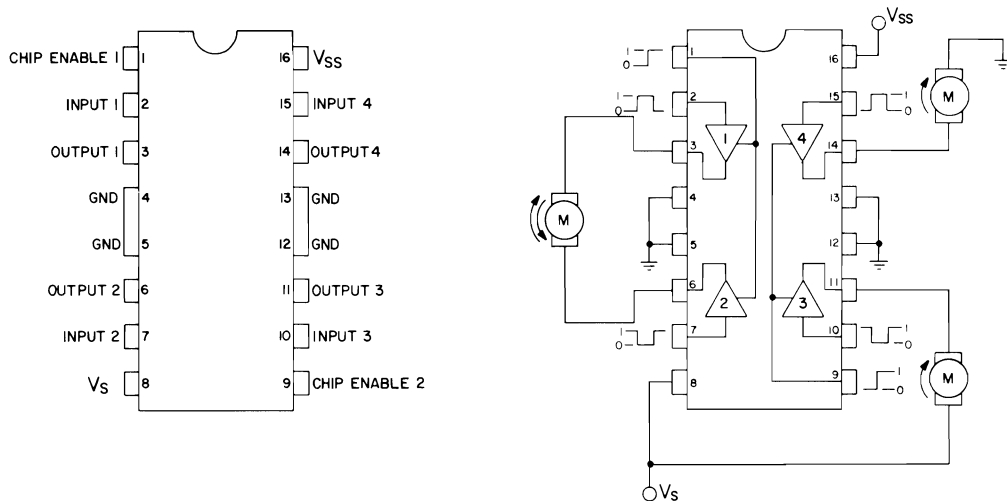 CHIP ENABLE 1 1 16 VSS
INPUT 1 2 15 INPUT 4
OUTPUT 1 3 14 OUTPUT 4
GND 4 13 GND
GND 5 12 GND
OUTPUT 2 6 11 OUTPUT 3
INPUT 2 7 10 INPUT 3
VS 8 9 CHIP ENABLE 2
VSS
1
0
1
16
1
0
2
15
1
0
M
1
4
3
14
M
4
13
5
12
6
11
2
3
1
0
7
10
1
0
M
8
9
1
0
VS